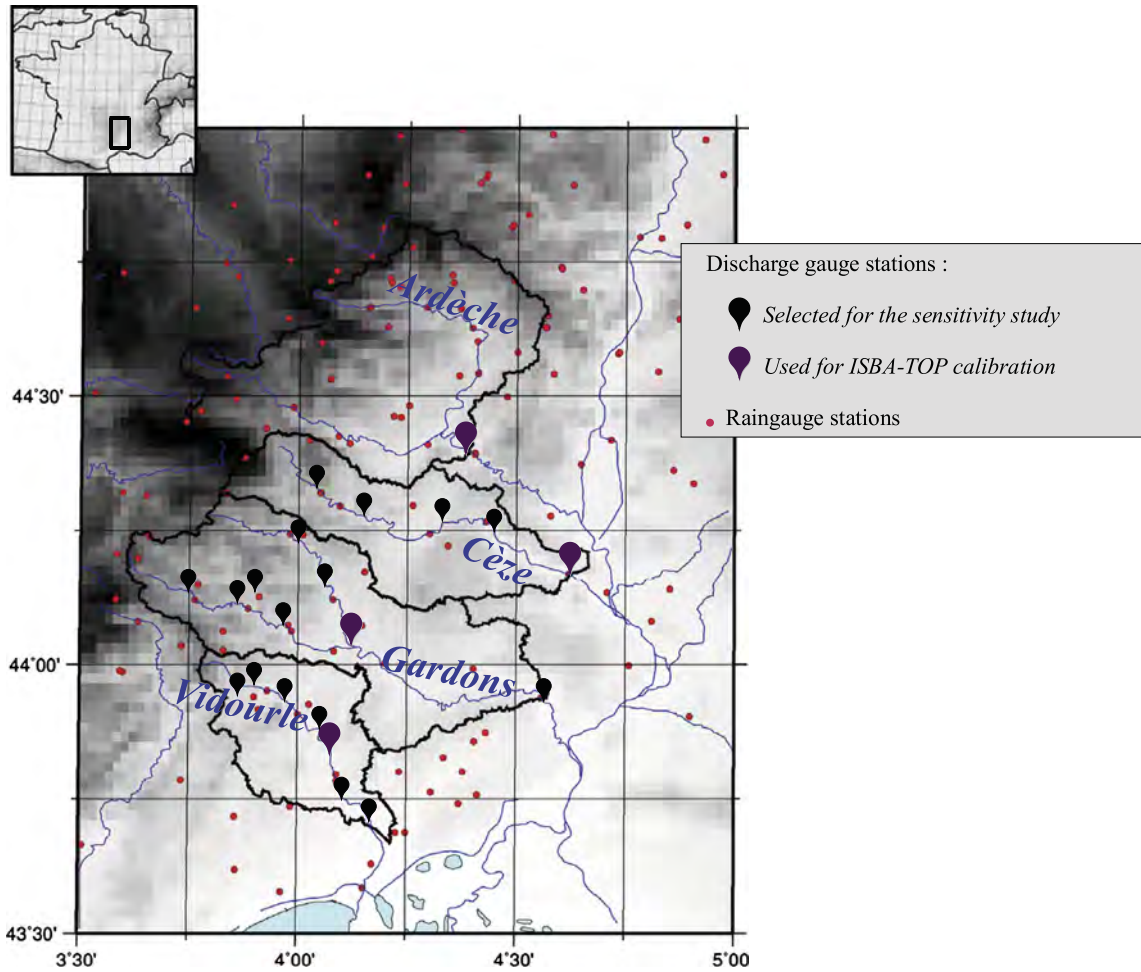 Discharge gauge stations :
Selected for the sensitivity study
Used for ISBA-TOP calibration
Raingauge stations
Ardèche
44˚30'
Cèze
44˚00'
Gardons
Vidourle
43˚30'
3˚30' 4˚00' 4˚30' 5˚00'